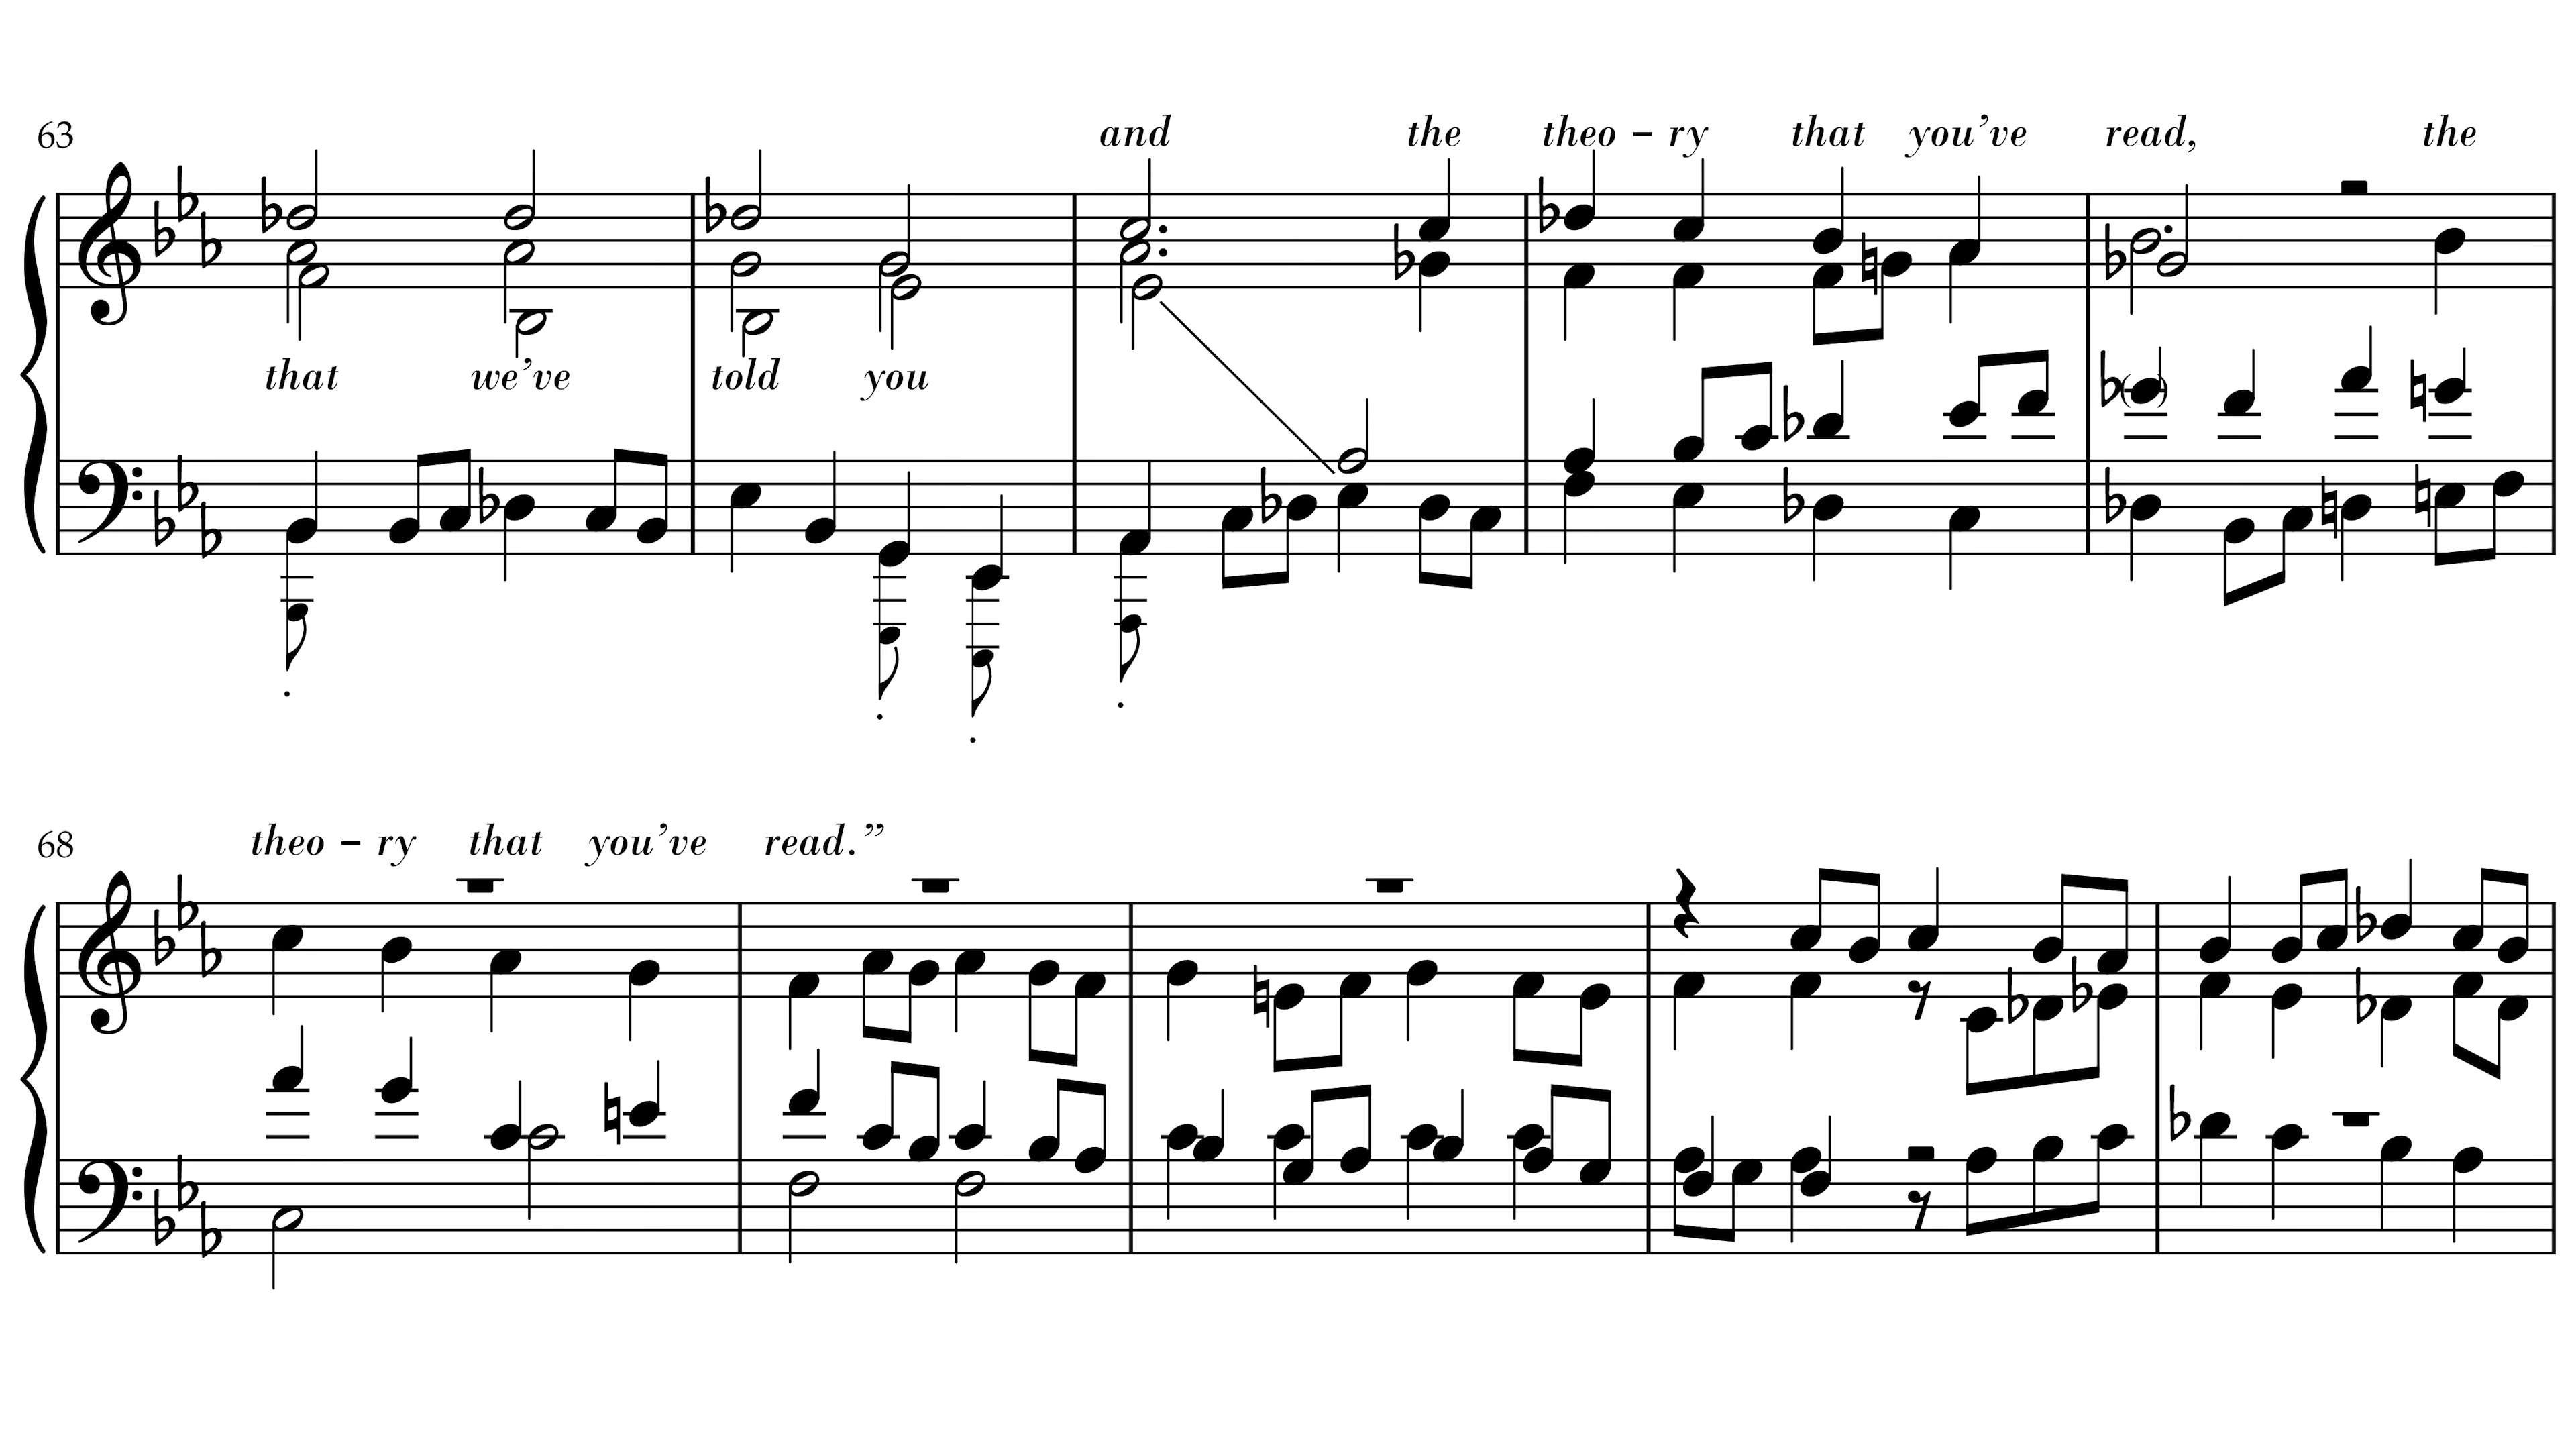 63
and the theo – ry that you’ve read, the
that we’ve told you
68
theo – ry that you’ve read.”